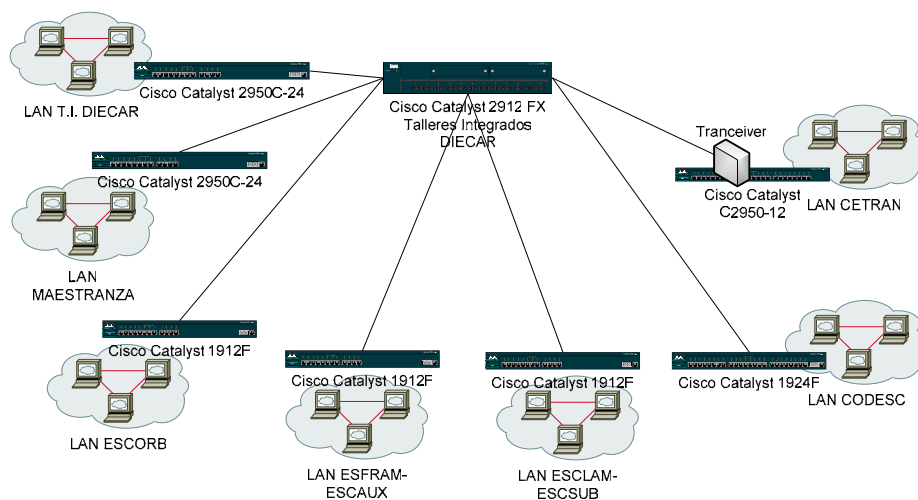 Cisco Catalyst 2950C-24
LAN T.I. DIECAR
Cisco Catalyst 2912 FX
Talleres Integrados
DIECAR
Tranceiver
Cisco Catalyst 2950C-24
Cisco Catalyst
C2950-12
LAN CETRAN
LAN
MAESTRANZA
Cisco Catalyst 1912F
Cisco Catalyst 1912F
Cisco Catalyst 1912F
Cisco Catalyst 1924F
LAN CODESC
LAN ESCORB
LAN ESFRAM-
ESCAUX
LAN ESCLAM-
ESCSUB